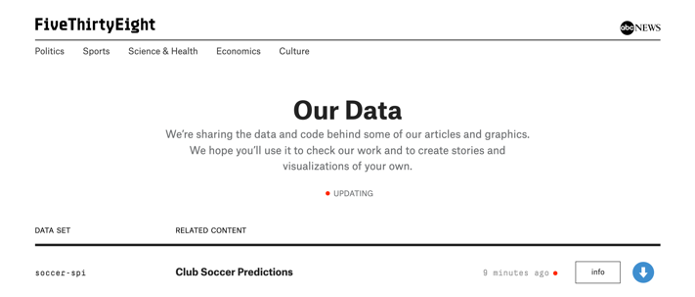 FiveThirtyEight
abc NEWS
Politics Sports Science & Health Economics Culture
Our Data
We're sharing the data and code behind some of our articles and graphics.
We hope you'll use it to check our work and to create stories and
visualizations of your own.
UPDATING
DATA SET RELATED CONTENT
soccer-spi Club Soccer Predictions 9 minutes ago info